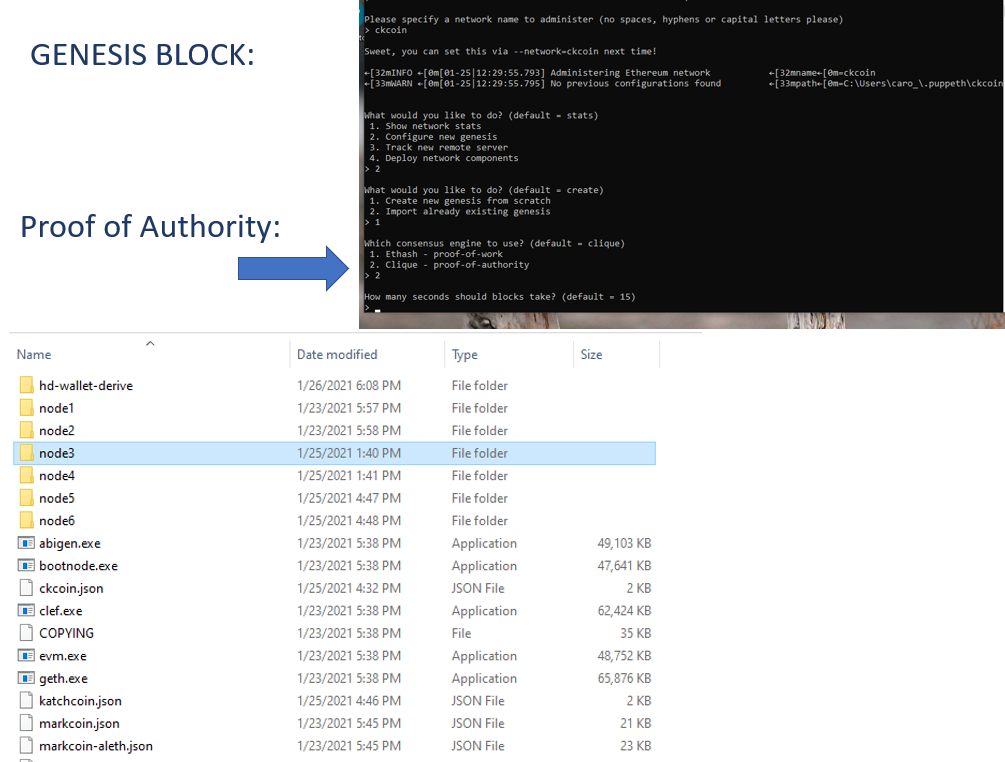 GENESIS BLOCK:
Please specify a network name to administer (no spaces, hyphens or capital letters please)
> ckcoin
Sweet, you can set this via --network=ckcoin next time!
←[32mINFO ←[0m[01-25|12:29:55.793] Administering Ethereum network ←[32mname←[0m=ckcoin
←[33mWARN ←[0m[01-25|12:29:55.795] No previous configurations found ←[33mpath←[0m=C:\Users\caro_\.puppeth\ckcoin
What would you like to do? (default = stats)
1. Show network stats
2. Configure new genesis
3. Track new remote server
4. Deploy network components
> 2
What would you like to do? (default = create)
1. Create new genesis from scratch
2. Import already existing genesis
> 1
Proof of Authority:
Which consensus engine to use? (default = clique)
1. Ethash - proof-of-work
2. Clique - proof-of-authority
> 2
How many seconds should blocks take? (default = 15)
>
Name Date modified Type Size
hd-wallet-derive 1/26/2021 6:08 PM File folder
node1 1/23/2021 5:57 PM File folder
node2 1/23/2021 5:58 PM File folder
node3 1/25/2021 1:40 PM File folder
node4 1/25/2021 1:41 PM File folder
node5 1/25/2021 4:47 PM File folder
node6 1/25/2021 4:48 PM File folder
abigen.exe 1/23/2021 5:38 PM Application 49,103 KB
bootnode.exe 1/23/2021 5:38 PM Application 47,641 KB
ckcoin.json 1/25/2021 4:32 PM JSON File 2 KB
clef.exe 1/23/2021 5:38 PM Application 62,424 KB
COPYING 1/23/2021 5:38 PM File 35 KB
evm.exe 1/23/2021 5:38 PM Application 48,752 KB
geth.exe 1/23/2021 5:38 PM Application 65,876 KB
katchcoin.json 1/25/2021 4:46 PM JSON File 2 KB
markcoin.json 1/23/2021 5:45 PM JSON File 21 KB
markcoin-aleth.json 1/23/2021 5:45 PM JSON File 23 KB